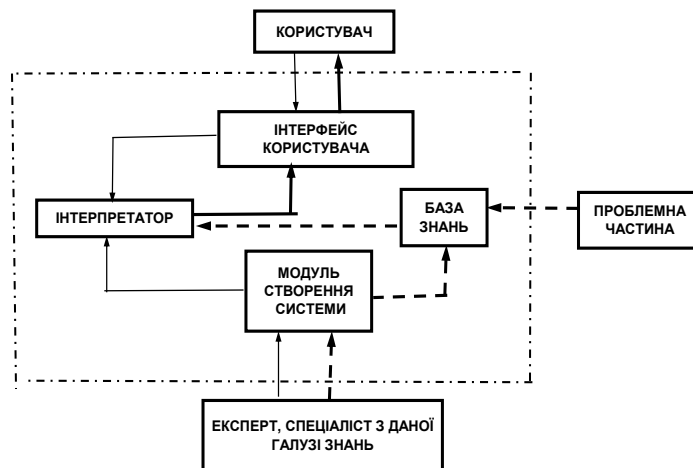 КОРИСТУВАЧ
ІНТЕРФЕЙС
КОРИСТУВАЧА
ІНТЕРПРЕТАТОР
БАЗА
ЗНАНЬ
ПРОБЛЕМНА
ЧАСТИНА
МОДУЛЬ
СТВОРЕННЯ
СИСТЕМИ
ЕКСПЕРТ, СПЕЦІАЛІСТ З ДАНОЇ
ГАЛУЗІ ЗНАНЬ